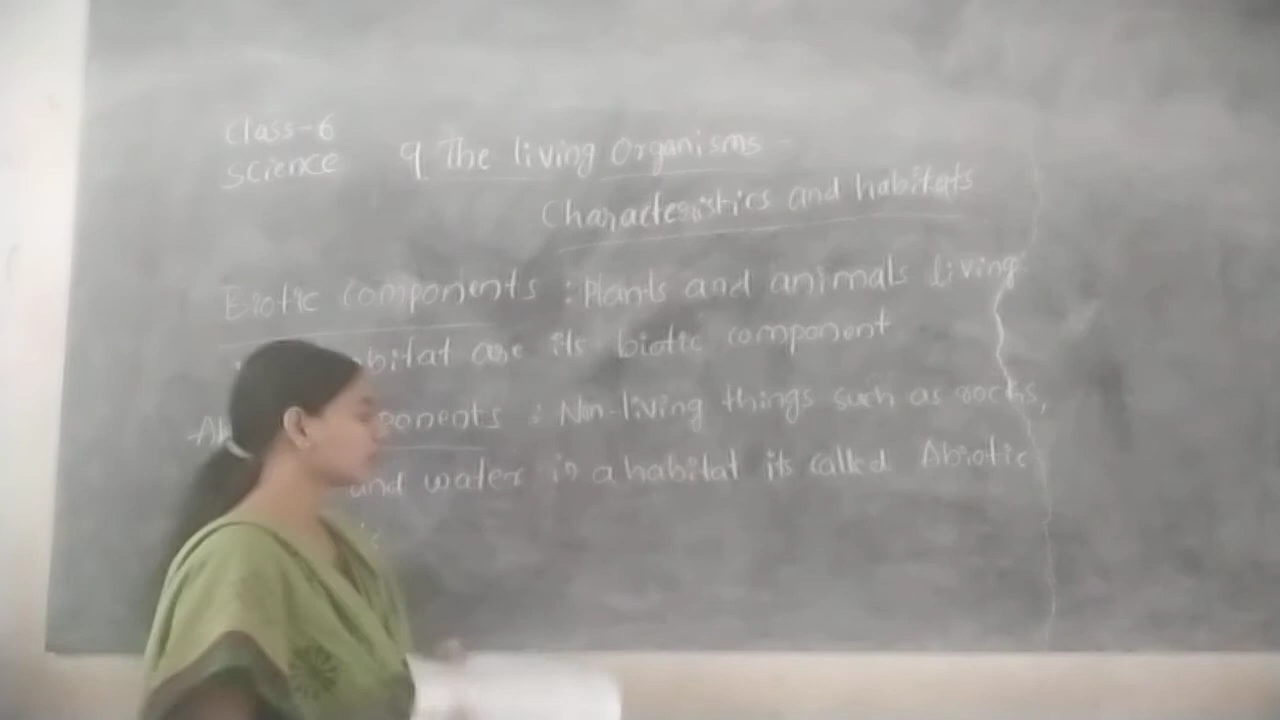 Class-6
Science
9 The living Organisms -
Characteristics and habitats
Biotic components : Plants and animals living
bitat are its biotic component
Ab ponents : Non-living things such as rocks,
and water in a habitat its called Abiotic